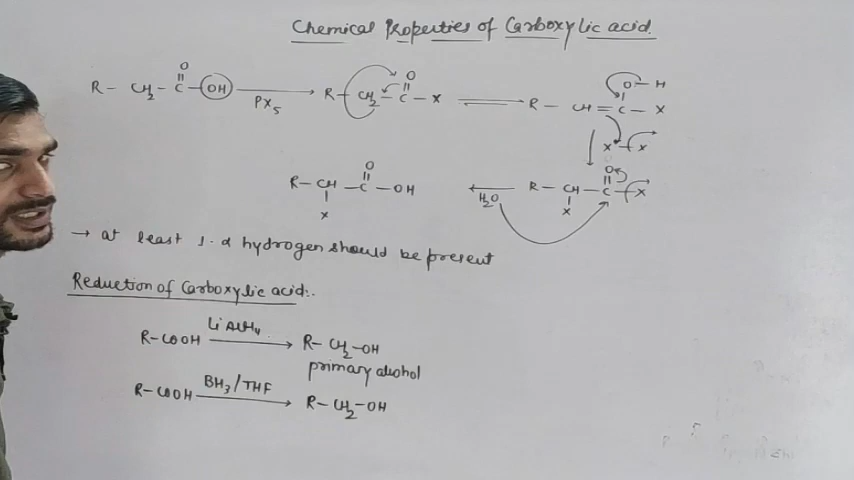 Chemical Properties of Carboxylic acid.
R - CH2 - C - OH PX5 R - CH2 - C - X R - CH = C - X
O O O - H
X - X
R - CH - C - OH H2O R - CH - C - X
O O
X X
→ at least 1. α hydrogen should be present
Reduction of Carboxylic acid:.
R-COOH LiAlH4 R- CH2-OH
primary alcohol
R-COOH BH3/THF R- CH2-OH